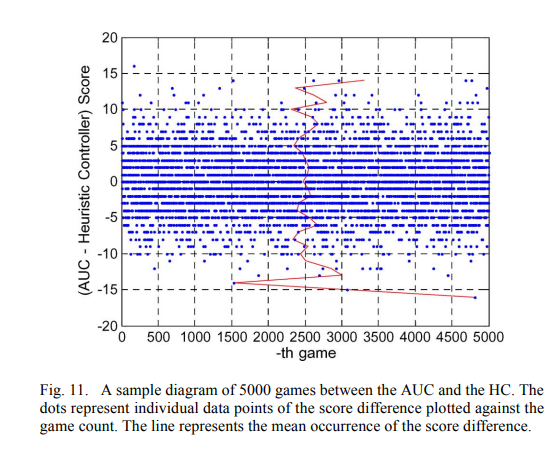 20
15
10
5
0
-5
-10
-15
-20
(AUC - Heuristic Controller) Score
0 500 1000 1500 2000 2500 3000 3500 4000 4500 5000
-th game
Fig. 11. A sample diagram of 5000 games between the AUC and the HC. The
dots represent individual data points of the score difference plotted against the
game count. The line represents the mean occurrence of the score difference.